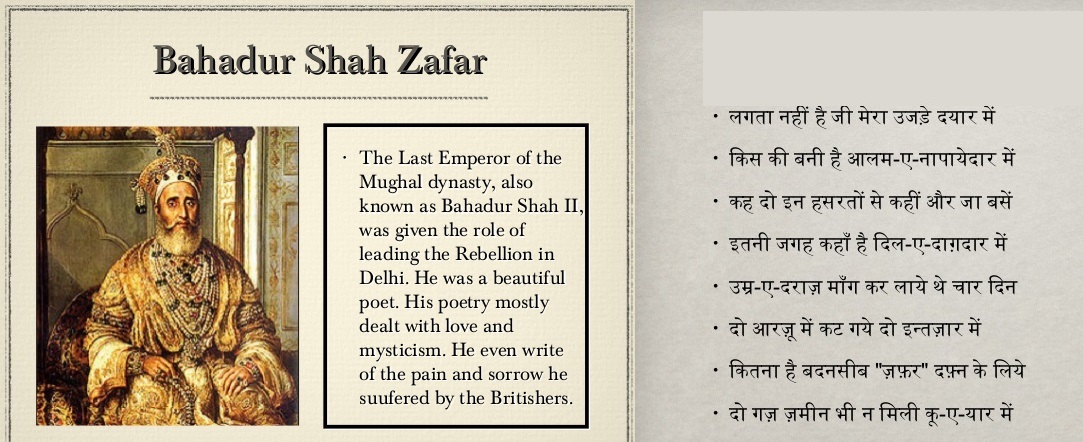 Bahadur Shah Zafar
· The Last Emperor of the
Mughal dynasty, also
known as Bahadur Shah II,
was given the role of
leading the Rebellion in
Delhi. He was a beautiful
poet. His poetry mostly
dealt with love and
mysticism. He even write
of the pain and sorrow he
suufered by the Britishers.
• लगता नहीं है जी मेरा उजड़े दयार में
• किस की बनी है आलम-ए-नापायेदार में
• कह दो इन हसरतों से कहीं और जा बसें
• इतनी जगह कहाँ है दिल-ए-दाग़दार में
• उम्र-ए-दराज़ माँग कर लाये थे चार दिन
• दो आरज़ू में कट गये दो इन्तज़ार में
• कितना है बदनसीब "ज़फ़र" दफ़्न के लिये
• दो गज़ ज़मीन भी न मिली कू-ए-यार में